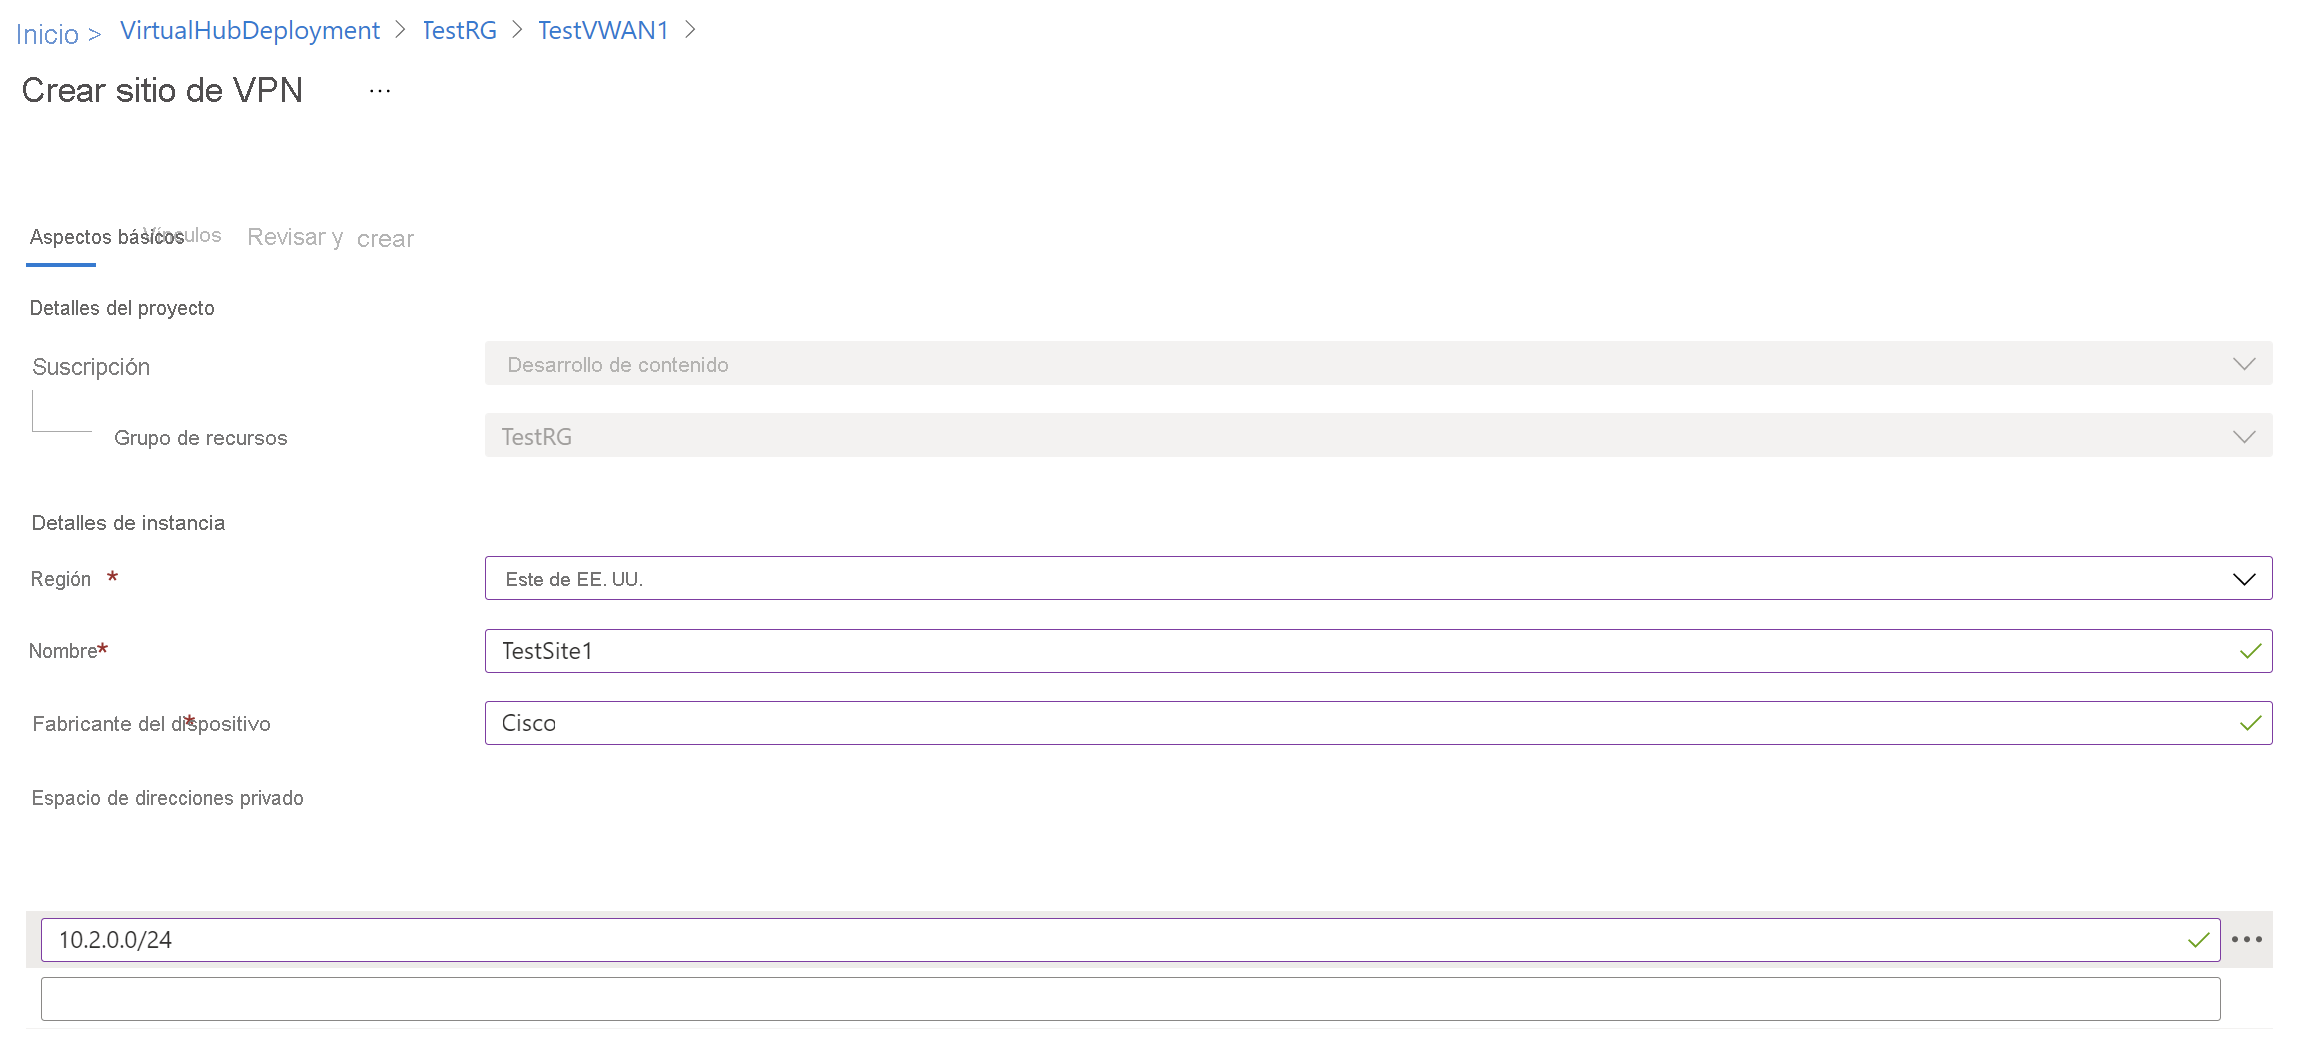 Inicio > VirtualHubDeployment > TestRG > TestVWAN1 >
Crear sitio de VPN ...
Aspectos básicos Vínculos Revisar y crear
Detalles del proyecto
Suscripción Desarrollo de contenido
Grupo de recursos TestRG
Detalles de instancia
Región * Este de EE. UU.
Nombre* TestSite1
Fabricante del dispositivo * Cisco
Espacio de direcciones privado
10.2.0.0/24 ...